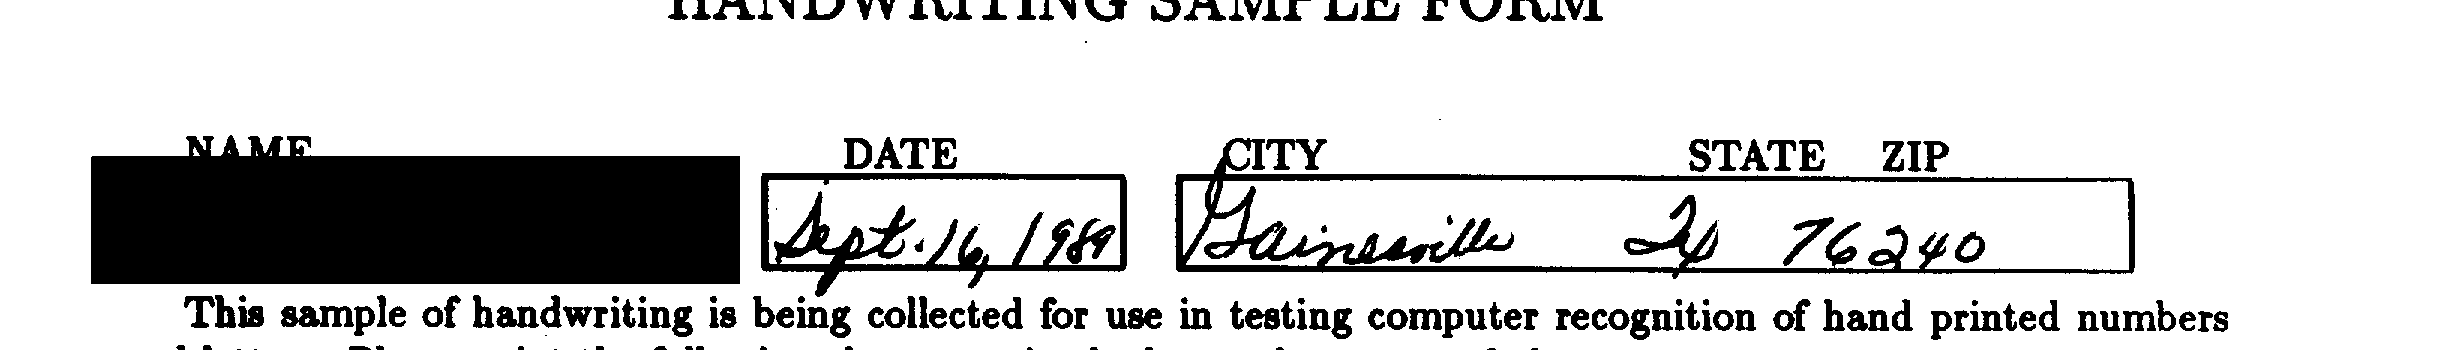 HANDWRITING SAMPLE FORM
NAME DATE CITY STATE ZIP
Sept. 16, 1989 Gainesville Tx 76240
This sample of handwriting is being collected for use in testing computer recognition of hand printed numbers